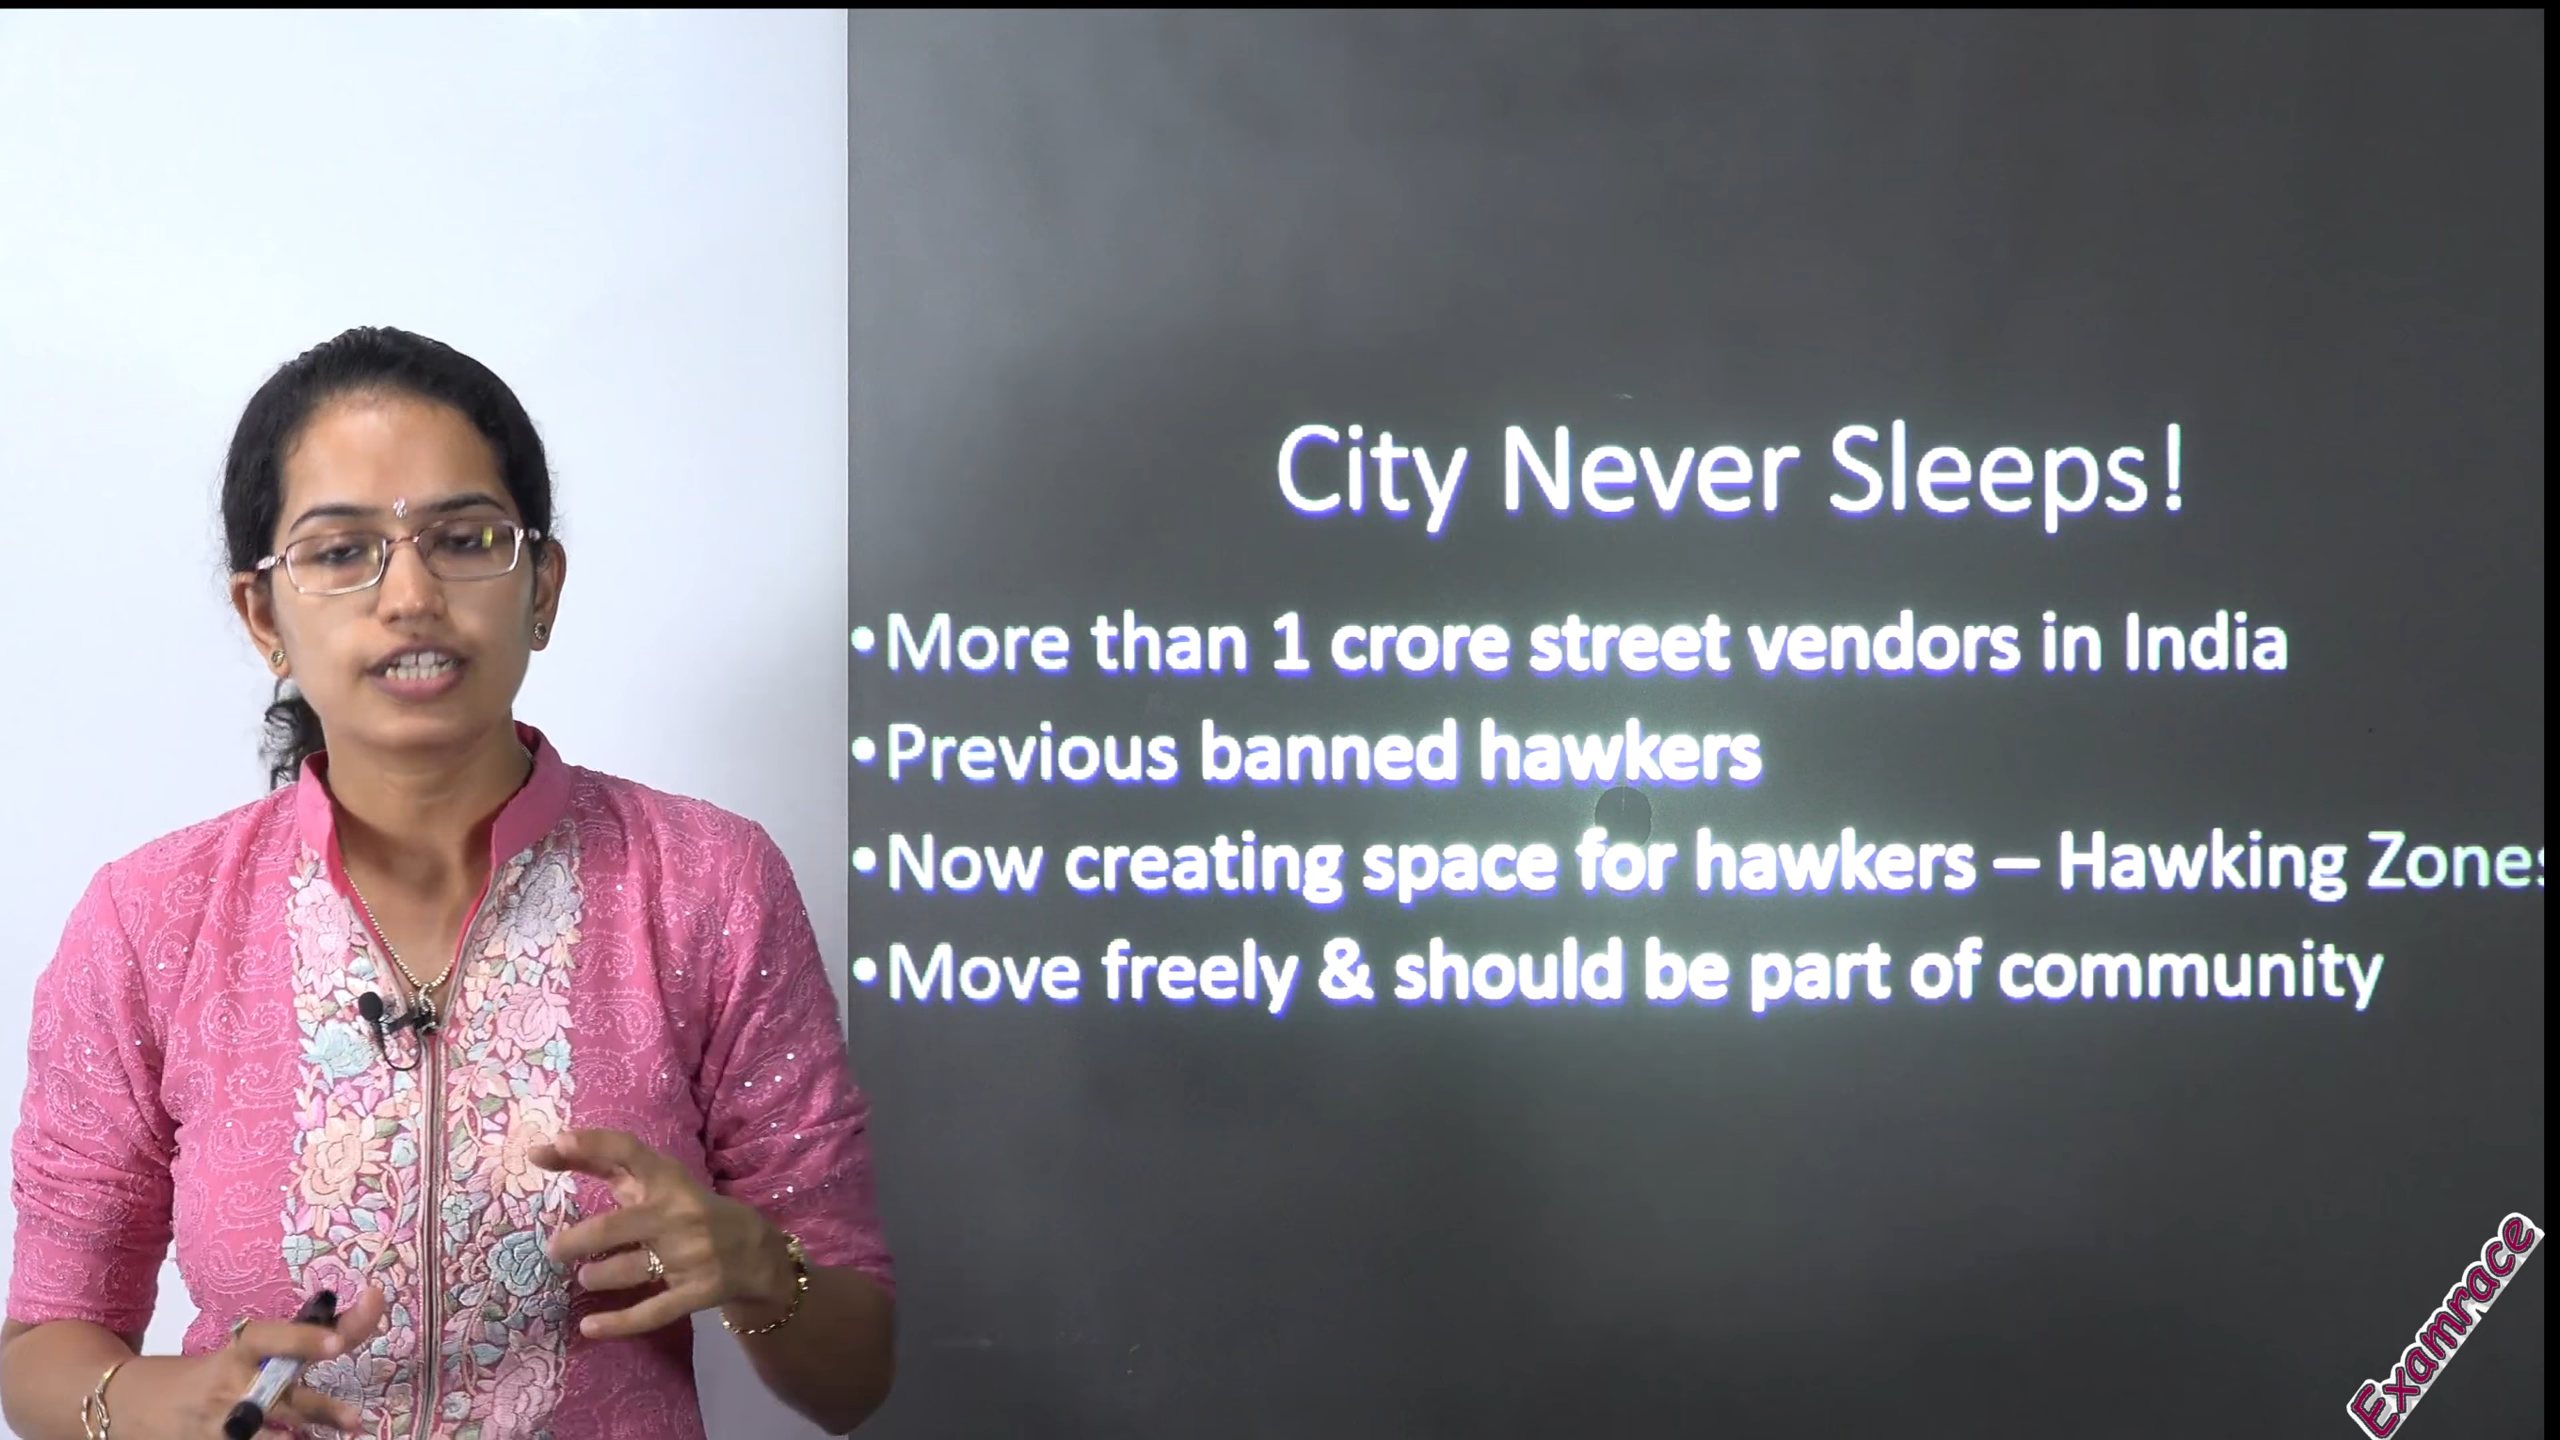 City Never Sleeps!
•More than 1 crore street vendors in India
•Previous banned hawkers
•Now creating space for hawkers – Hawking Zones
•Move freely & should be part of community
Examrace